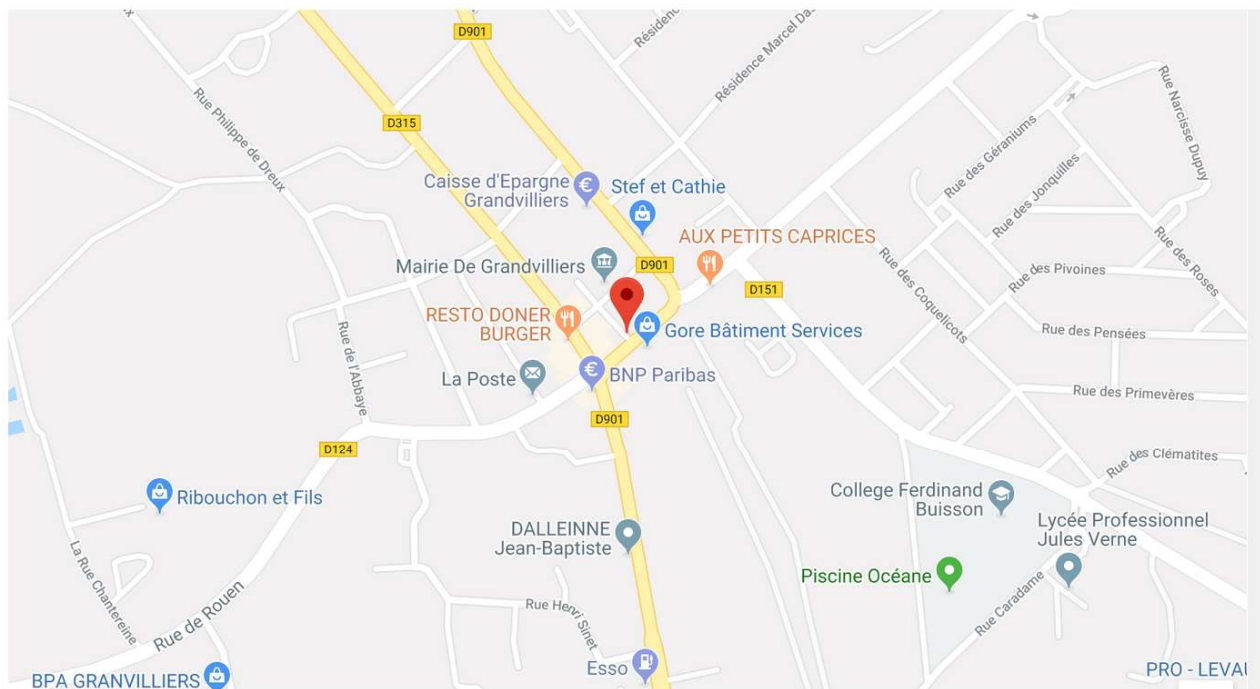 ux
D901
Résidence
Résidence Marcel Das
Rue Narcisse Dupuy
Rue Philippe de Dreux
D315
Rue des Géraniums
Caisse d'Epargne
Grandvilliers
Stef et Cathie
Rue des Jonquilles
AUX PETITS CAPRICES
Rue des Roses
Mairie De Grandvilliers
D901
Rue des Pivoines
D151
Rue des Coquelicots
RESTO DONER
BURGER
Gore Bâtiment Services
Rue des Pensées
Rue de l'Abbaye
La Poste
BNP Paribas
Rue des Primevères
D901
D124
Rue des Clématites
Ribouchon et Fils
College Ferdinand
Buisson
Lycée Professionnel
Jules Verne
DALLEINNE
Jean-Baptiste
La Rue Chantereine
Piscine Océane
Rue de Rouen
Rue Henri Sinet
Rue Caradame
Esso
BPA GRANVILLIERS
PRO - LEVAU